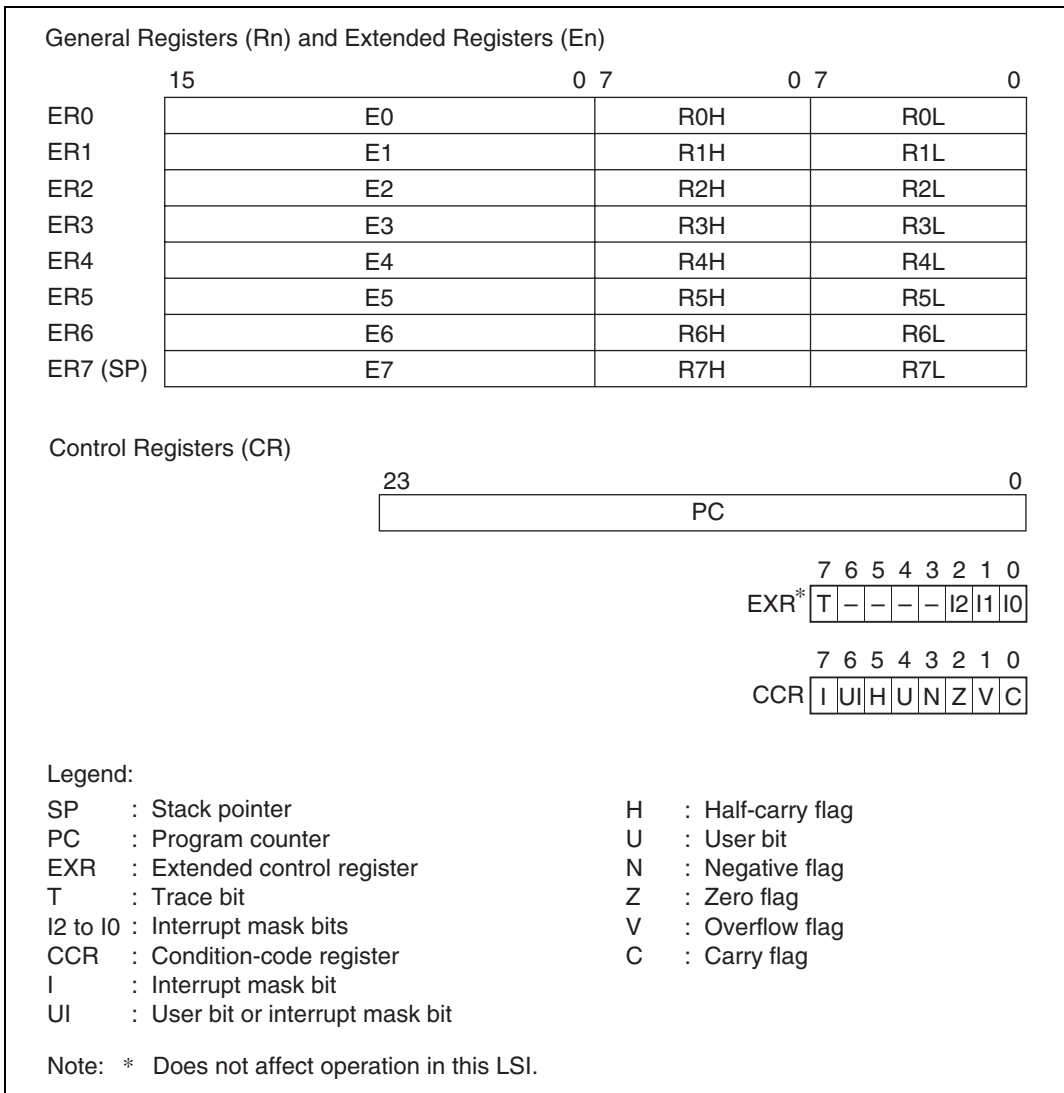 General Registers (Rn) and Extended Registers (En)
15 0 7 0 7 0
ER0 E0 R0H R0L
ER1 E1 R1H R1L
ER2 E2 R2H R2L
ER3 E3 R3H R3L
ER4 E4 R4H R4L
ER5 E5 R5H R5L
ER6 E6 R6H R6L
ER7 (SP) E7 R7H R7L
Control Registers (CR)
23 0
PC
7 6 5 4 3 2 1 0
EXR* T – – – – I2 I1 I0
7 6 5 4 3 2 1 0
CCR I UI H U N Z V C
Legend:
SP : Stack pointer
PC : Program counter
EXR : Extended control register
T : Trace bit
I2 to I0 : Interrupt mask bits
CCR : Condition-code register
I : Interrupt mask bit
UI : User bit or interrupt mask bit
H : Half-carry flag
U : User bit
N : Negative flag
Z : Zero flag
V : Overflow flag
C : Carry flag
Note: * Does not affect operation in this LSI.